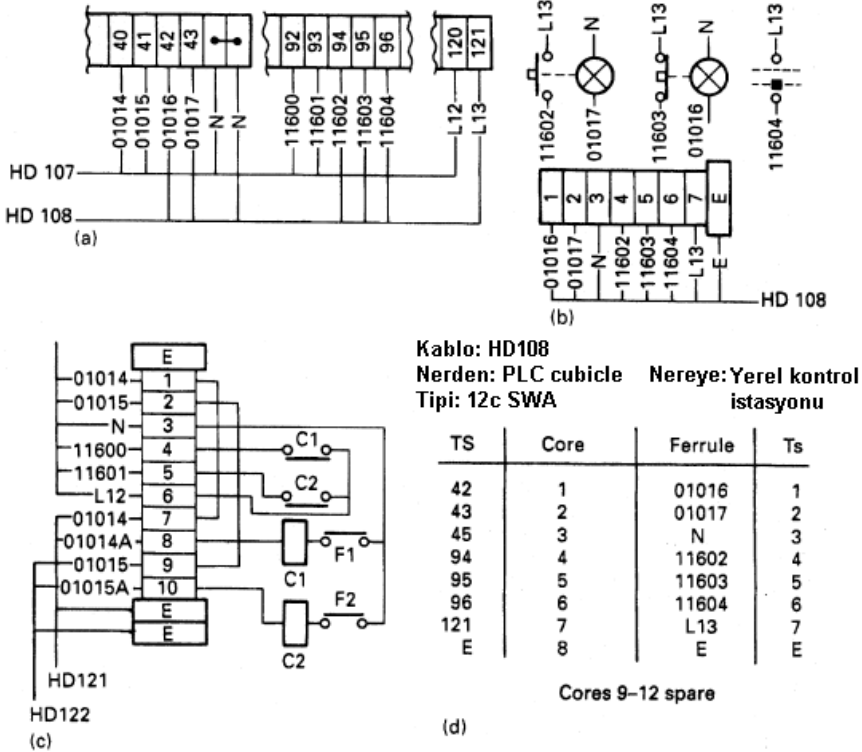 40 41 42 43 92 93 94 95 96 120 121
01014 01015 01016 01017 N N 11600 11601 11602 11603 11604 L12 L13
HD 107
HD 108
(a)
L13 N L13 N L13
11602 01017 11603 01016 11604
1 2 3 4 5 6 7 E
01016 01017 N 11602 11603 11604 L13 E
HD 108
(b)
E
01014 1
01015 2
N 3
11600 4 C1
11601 5 C2
L12 6
01014 7
01014A 8 F1
01015 9 C1
01015A 10 F2
E
E C2
HD121
HD122
(c)
Kablo: HD108
Nerden: PLC cubicle Nereye: Yerel kontrol
Tipi: 12c SWA istasyonu
TS Core Ferrule Ts
42 1 01016 1
43 2 01017 2
45 3 N 3
94 4 11602 4
95 5 11603 5
96 6 11604 6
121 7 L13 7
E 8 E E
Cores 9–12 spare
(d)